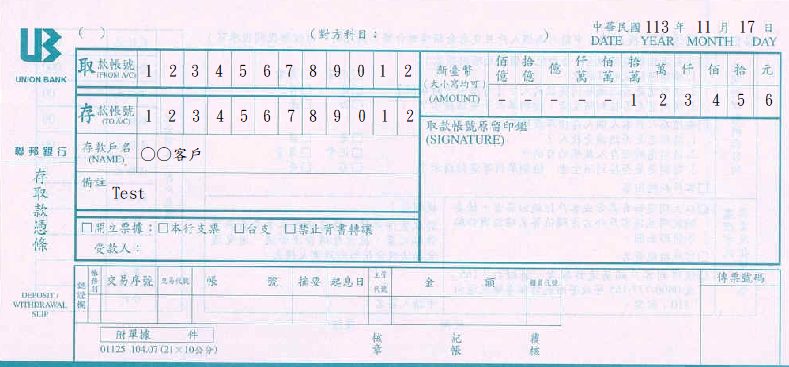 UNION BANK
聯邦銀行
存取款憑條
DEPOSIT/
WITHDRAWAL
SLIP
( ) (對方科目: )
中華民國 113 年 11 月 17 日
DATE YEAR MONTH DAY
取款帳號 1 2 3 4 5 6 7 8 9 0 1 2
(FROM A/C)
存款帳號 1 2 3 4 5 6 7 8 9 0 1 2
(TO A/C)
存款戶名 ○○客戶
(NAME)
備註 Test
新臺幣
(大小寫均可)
(AMOUNT)
佰億 拾億 億 仟萬 佰萬 拾萬 萬 仟 佰 拾 元
- - - - - 1 2 3 4 5 6
取款帳號原留印鑑
(SIGNATURE)
□開立票據: □本行支票 □台支 □禁止背書轉讓
受款人:
認證欄 帳務行 交易序號 交易代號 帳 號 摘要 起息日 主管代號 金 額 櫃員代號 傳票號碼
附單據 件
01125 104.07 (21×10公分)
核章 記帳 襄核